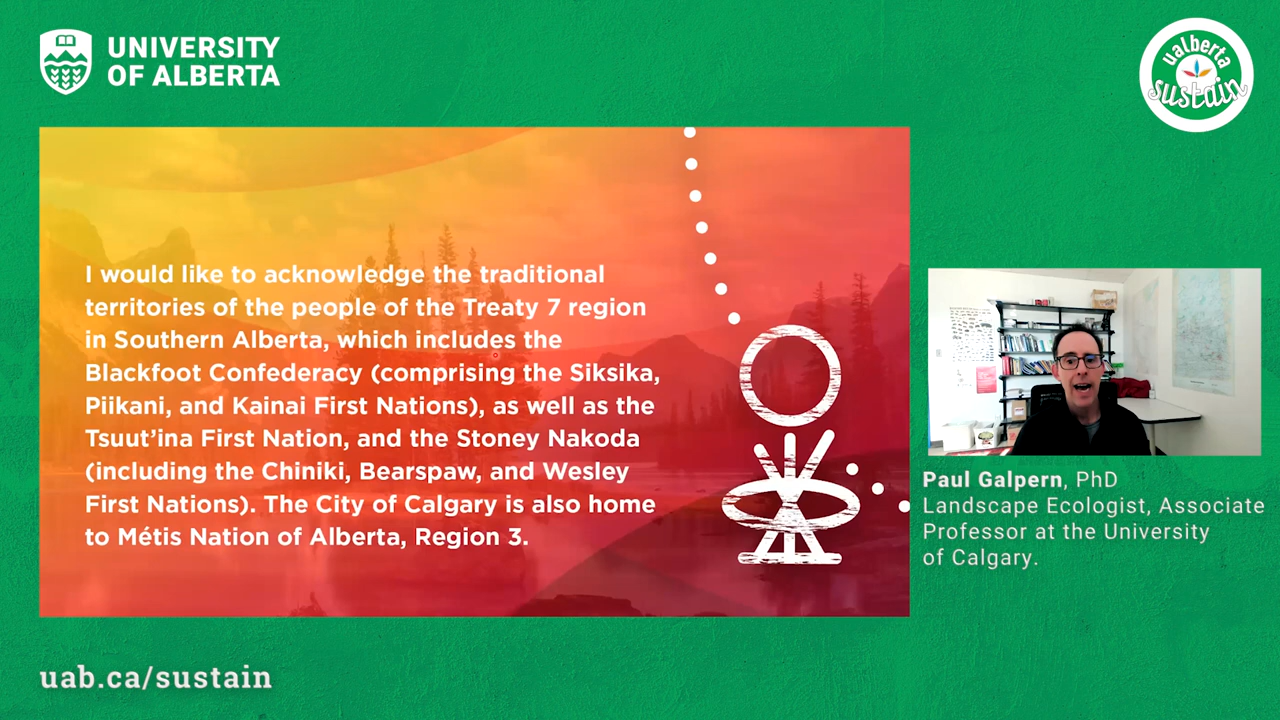 UNIVERSITY
OF ALBERTA
ualberta
sustain
I would like to acknowledge the traditional
territories of the people of the Treaty 7 region
in Southern Alberta, which includes the
Blackfoot Confederacy (comprising the Siksika,
Piikani, and Kainai First Nations), as well as the
Tsuut’ina First Nation, and the Stoney Nakoda
(including the Chiniki, Bearspaw, and Wesley
First Nations). The City of Calgary is also home
to Métis Nation of Alberta, Region 3.
Paul Galpern, PhD
Landscape Ecologist, Associate
Professor at the University
of Calgary.
uab.ca/sustain